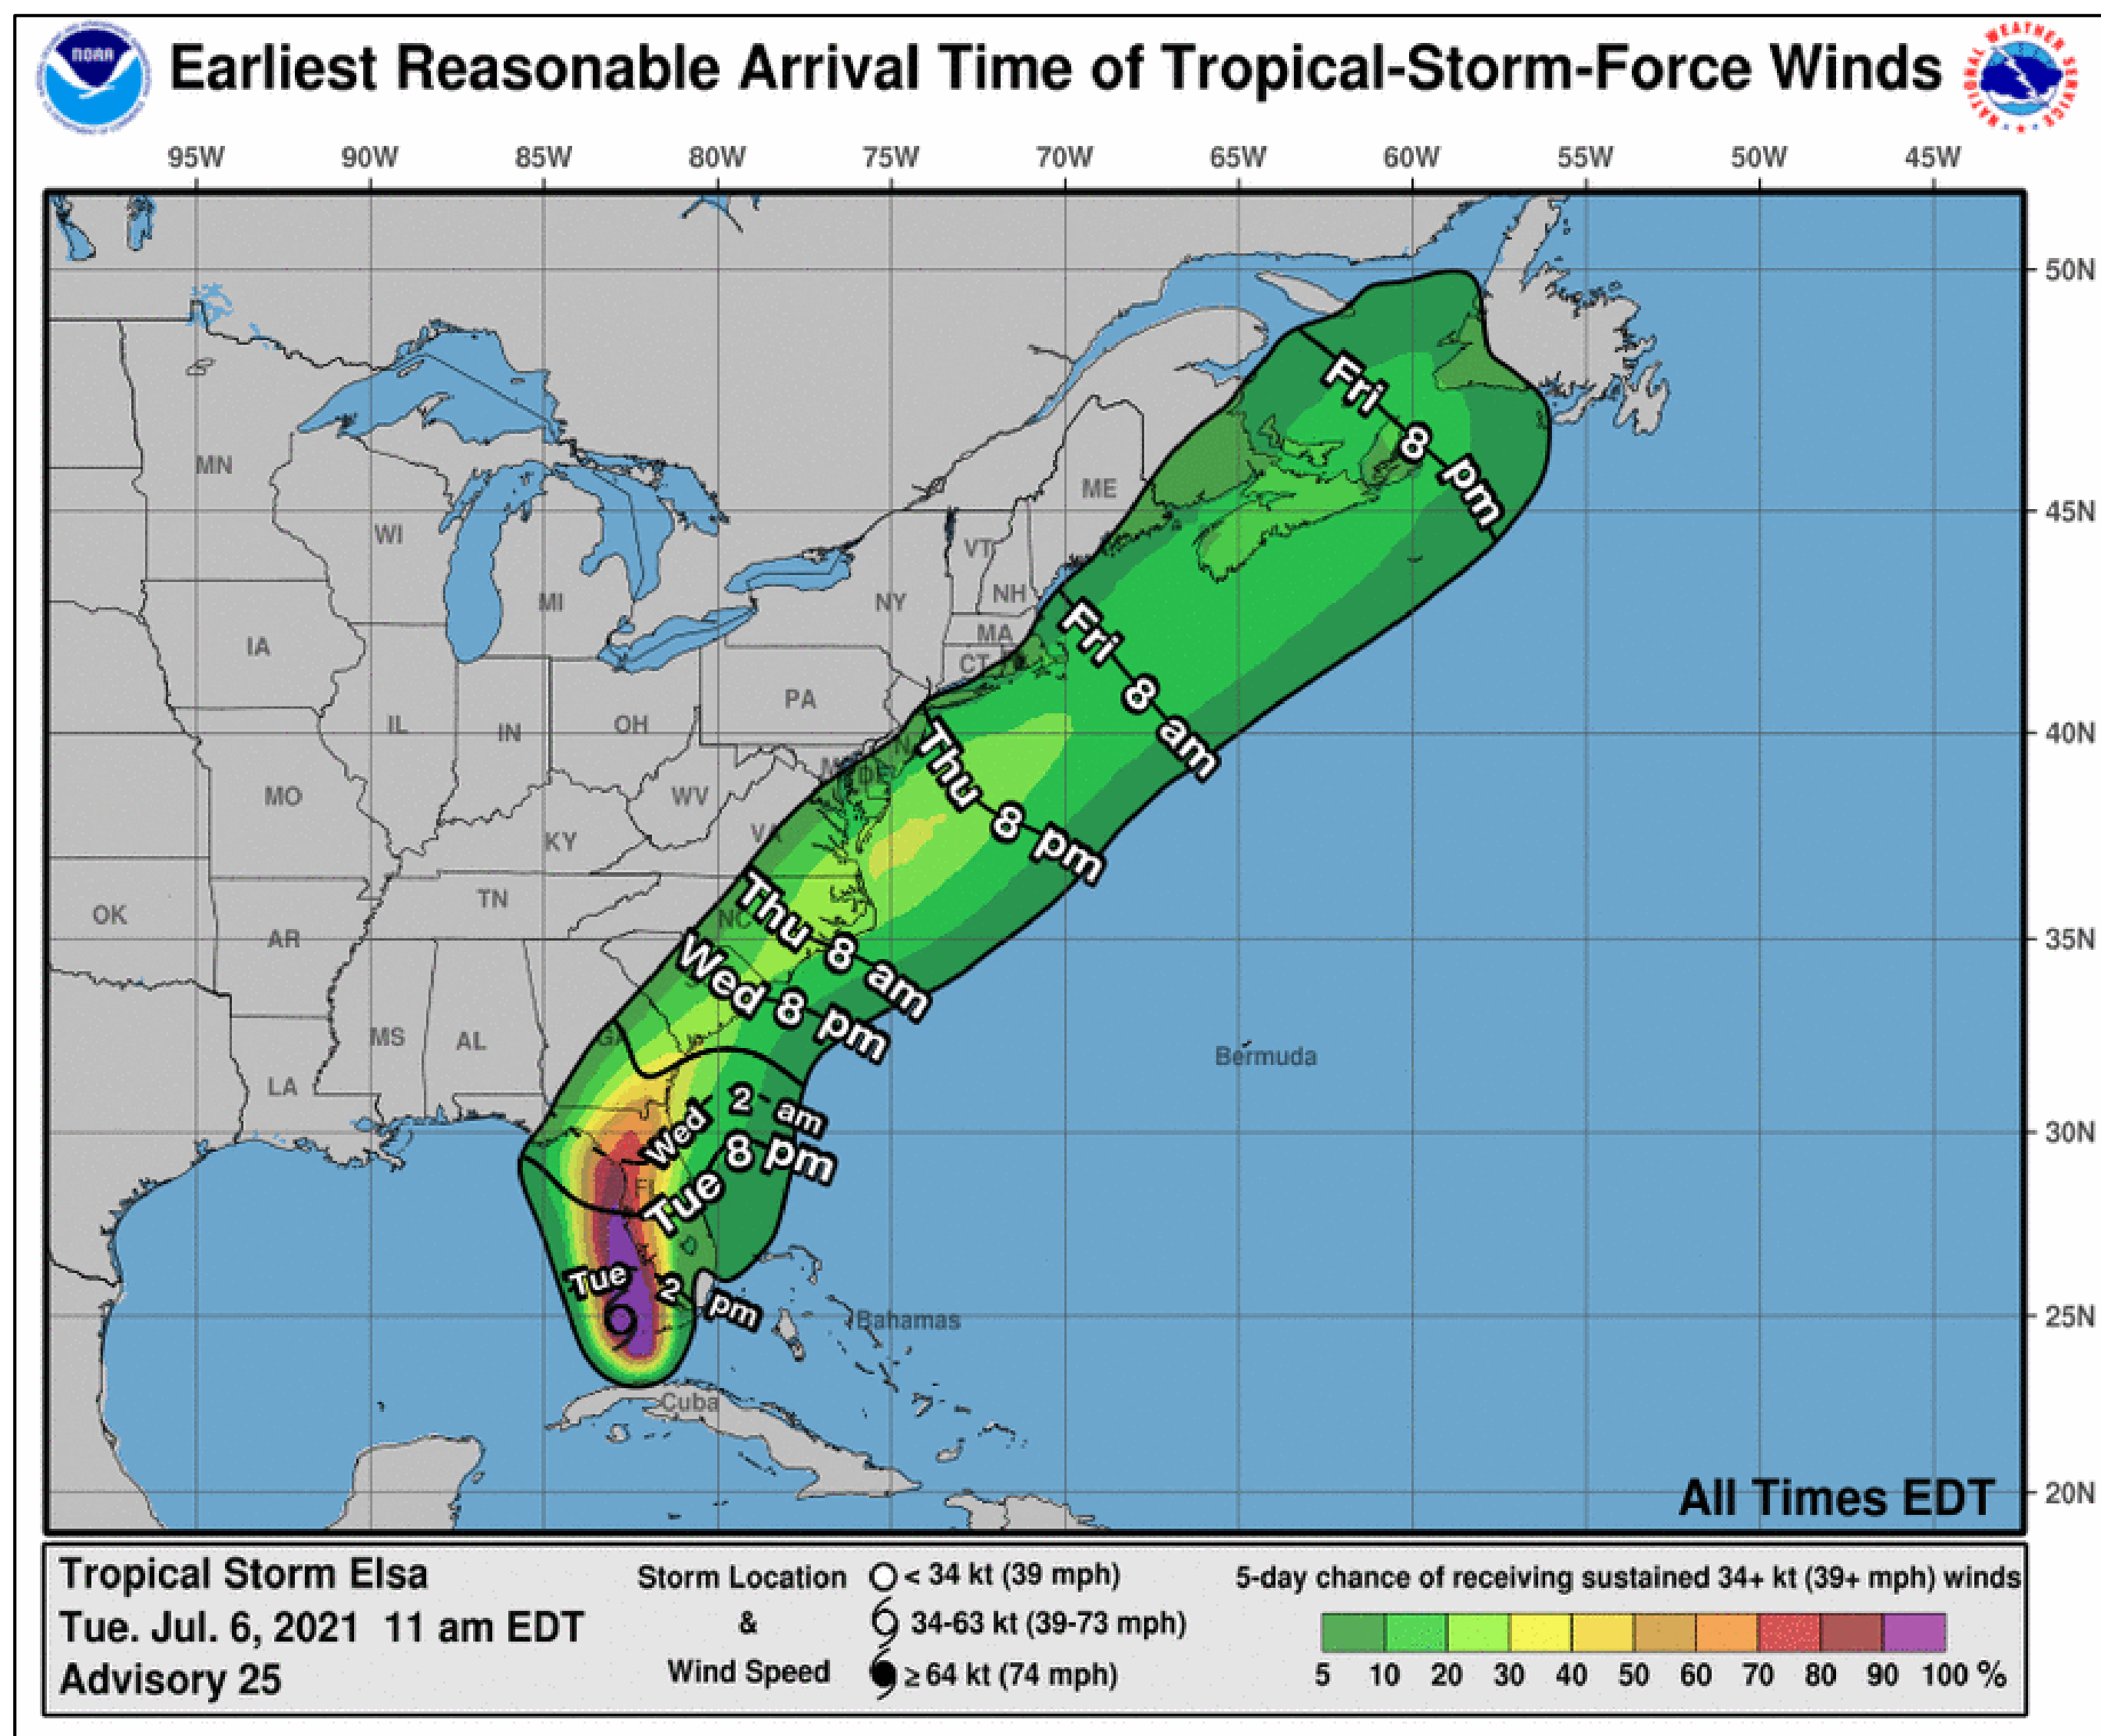 NOAA
Earliest Reasonable Arrival Time of Tropical-Storm-Force Winds
NATIONAL WEATHER SERVICE
95W 90W 85W 80W 75W 70W 65W 60W 55W 50W 45W
50N
45N
40N
35N
30N
25N
20N
MN
WI
MI
IA
IL
IN
OH
PA
NY
VT
NH
ME
MA
CT
MO
KY
WV
VA
DE
OK
AR
TN
NC
MS
AL
GA
LA
FL
Bermuda
Bahamas
Cuba
Fri 8 pm
Fri 8 am
Thu 8 pm
Thu 8 am
Wed 8 pm
Wed 2 am
Tue 8 pm
Tue 2 pm
All Times EDT
Tropical Storm Elsa
Tue. Jul. 6, 2021 11 am EDT
Advisory 25
Storm Location
&
Wind Speed
< 34 kt (39 mph)
34-63 kt (39-73 mph)
≥ 64 kt (74 mph)
5-day chance of receiving sustained 34+ kt (39+ mph) winds
5 10 20 30 40 50 60 70 80 90 100 %